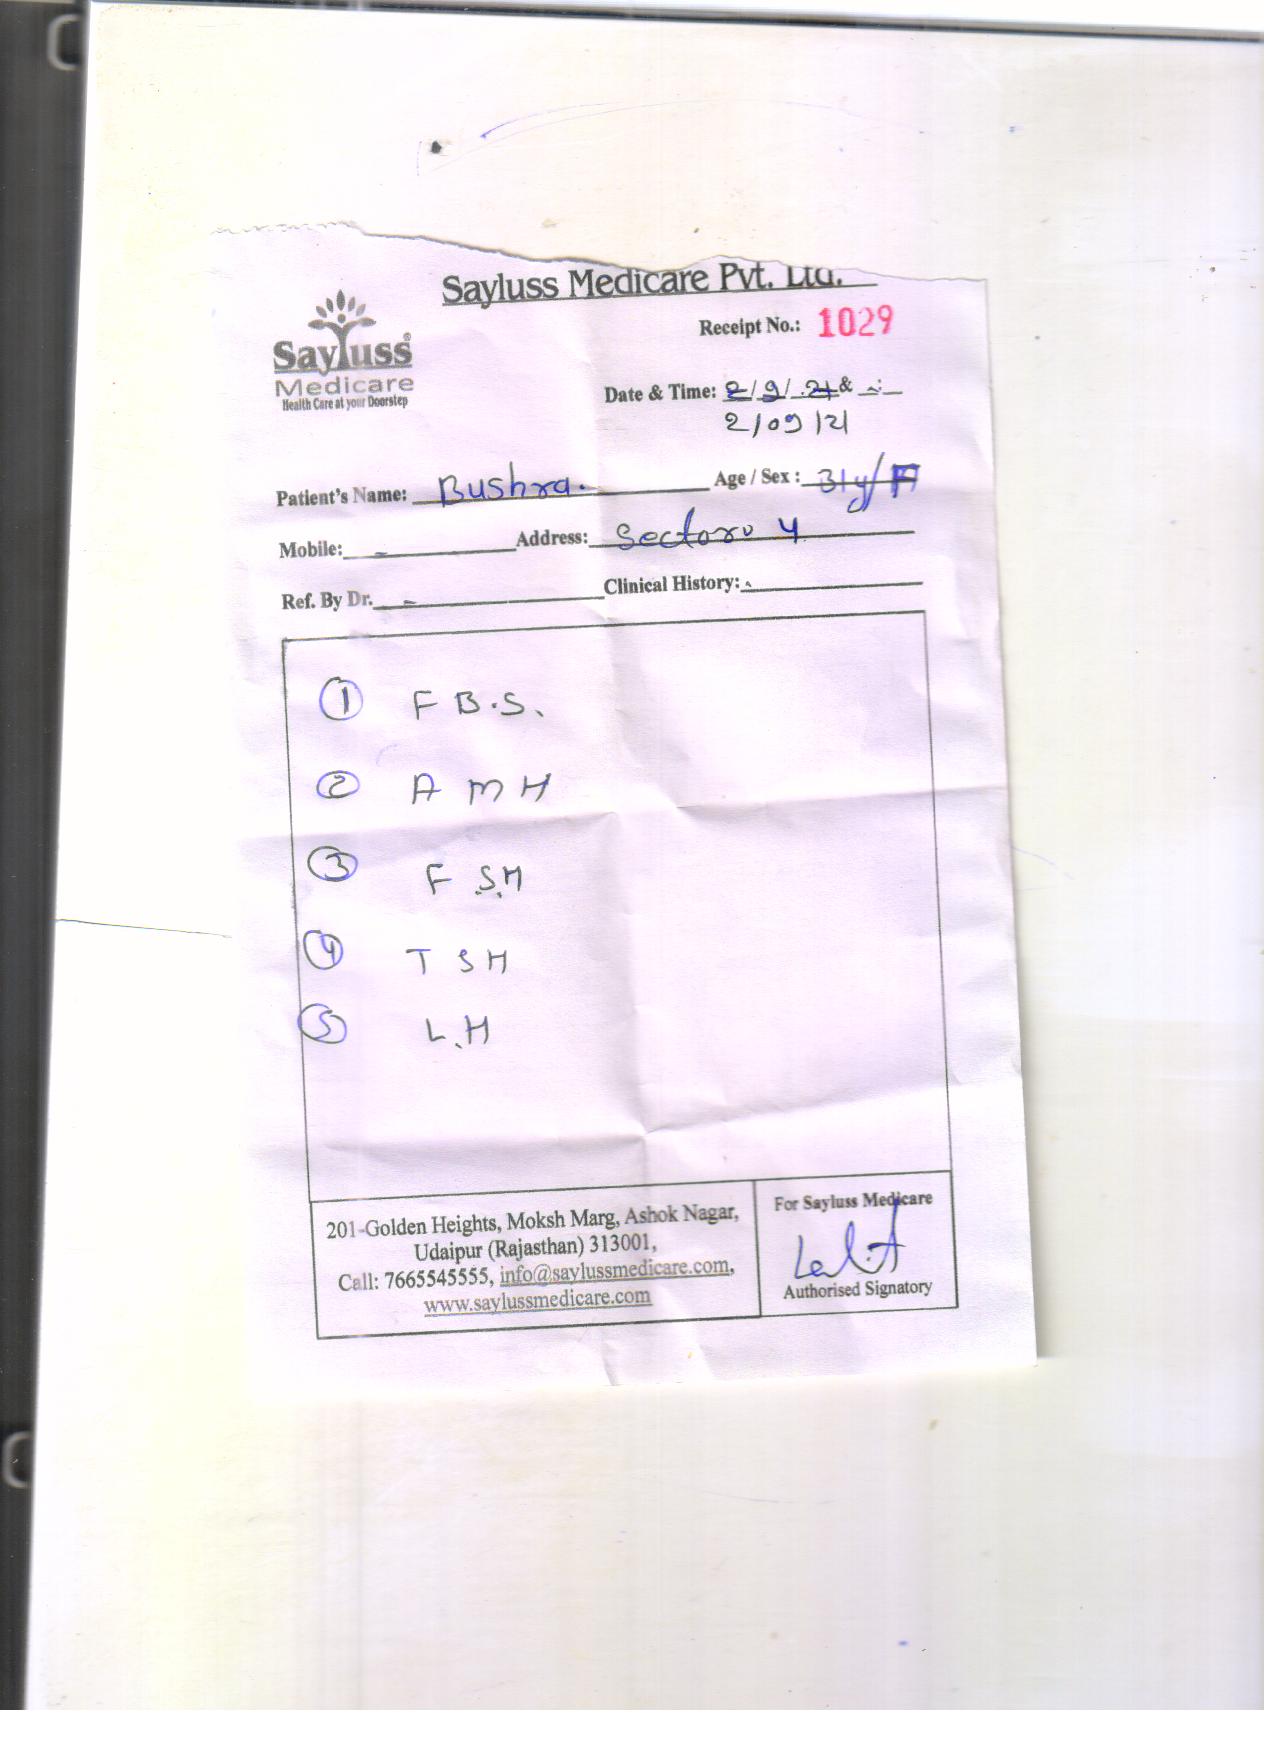 Sayluss Medicare Pvt. Ltd.
Sayluss®
Medicare
Health Care at your Doorstep
Receipt No.: 1029
Date & Time: 2/9/.21 &
2/09/21
Patient's Name: Bushra. Age / Sex : 31y/F
Mobile: - Address: Sector 4
Ref. By Dr. - Clinical History:
1 F B.S.
2 A M H
3 F S.H
4 T S H
5 L.H
201-Golden Heights, Moksh Marg, Ashok Nagar,
Udaipur (Rajasthan) 313001,
Call: 7665545555, info@saylussmedicare.com,
www.saylussmedicare.com
For Sayluss Medicare
Authorised Signatory